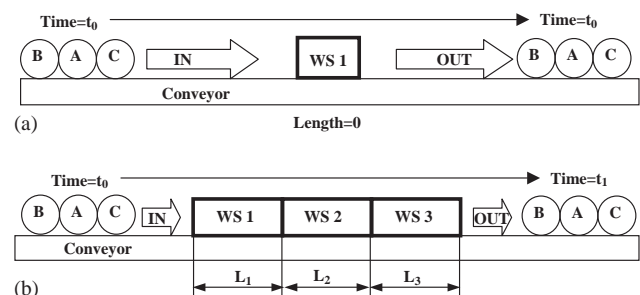 Time=t0 Time=t0
B A C IN WS 1 OUT B A C
Conveyor
(a) Length=0
Time=t0 Time=t1
B A C IN WS 1 WS 2 WS 3 OUT B A C
Conveyor
L1 L2 L3
(b)